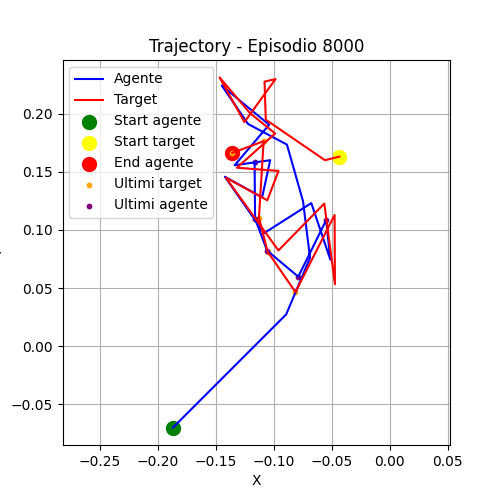 Trajectory - Episodio 8000
Agente
Target
Start agente
Start target
End agente
Ultimi target
Ultimi agente
0.20
0.15
0.10
0.05
0.00
−0.05
−0.25 −0.20 −0.15 −0.10 −0.05 0.00 0.05
X